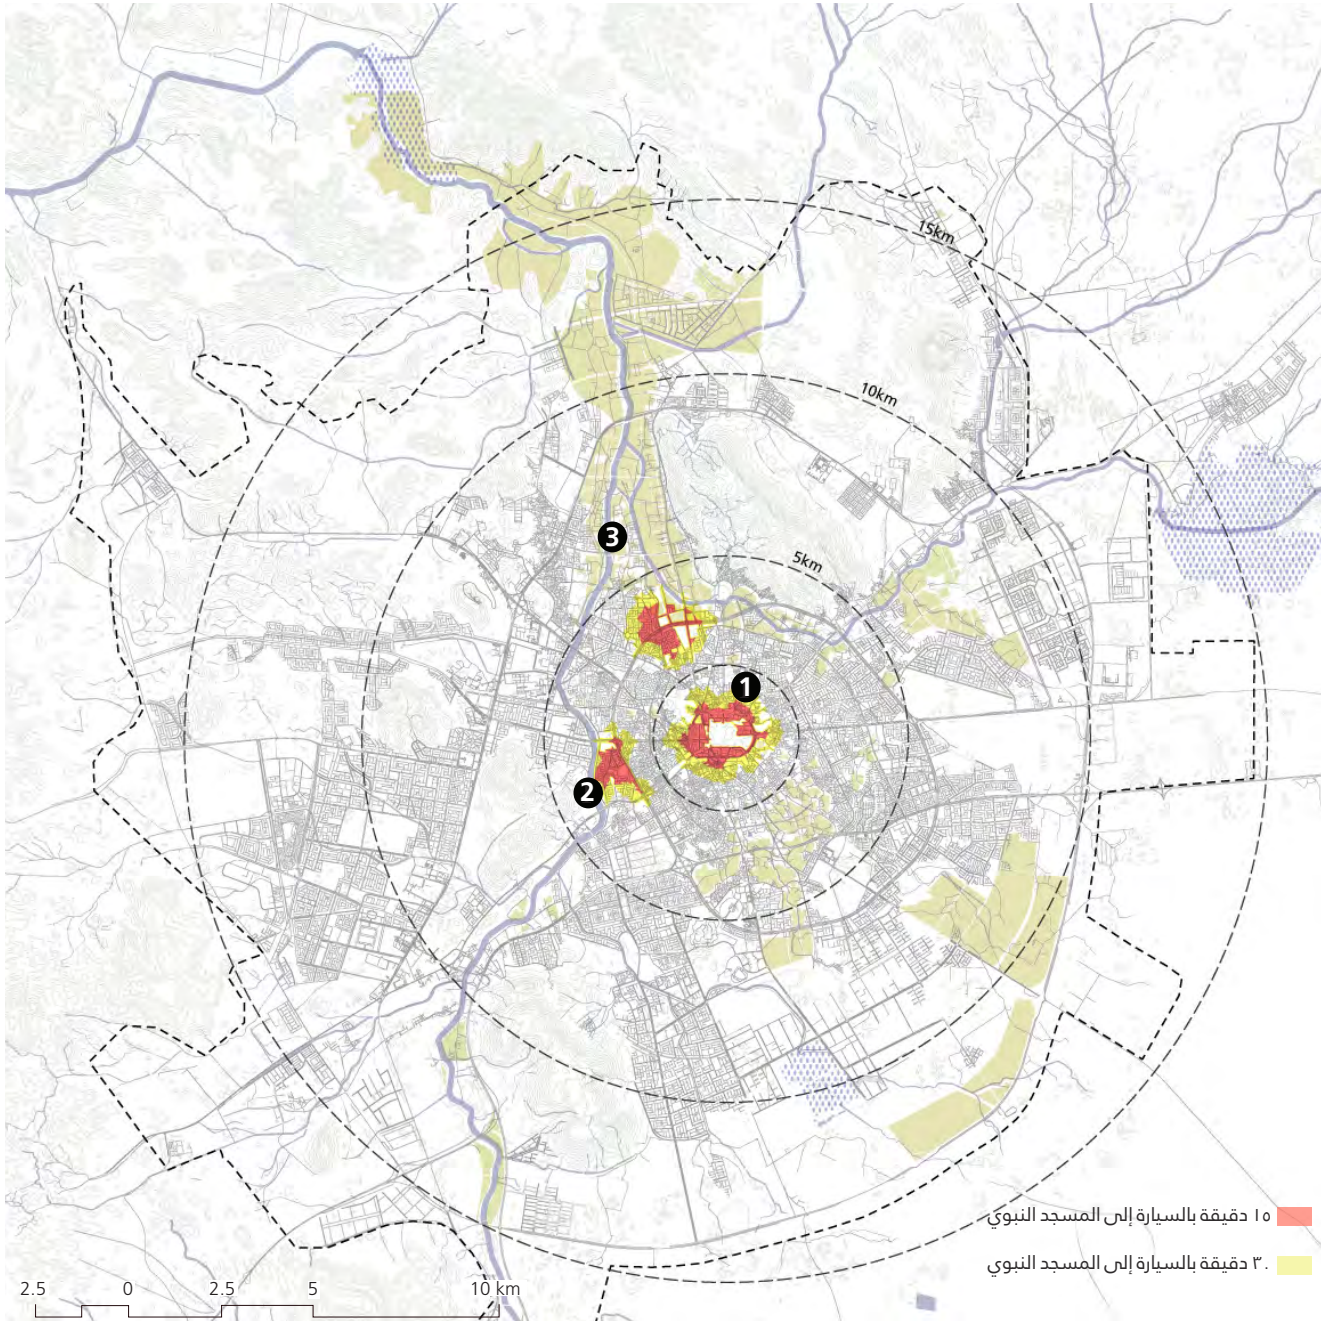 15km
10km
5km
3
1
2
١٥ دقيقة بالسيارة إلى المسجد النبوي
٣٠ دقيقة بالسيارة إلى المسجد النبوي
2.5 0 2.5 5 10 km